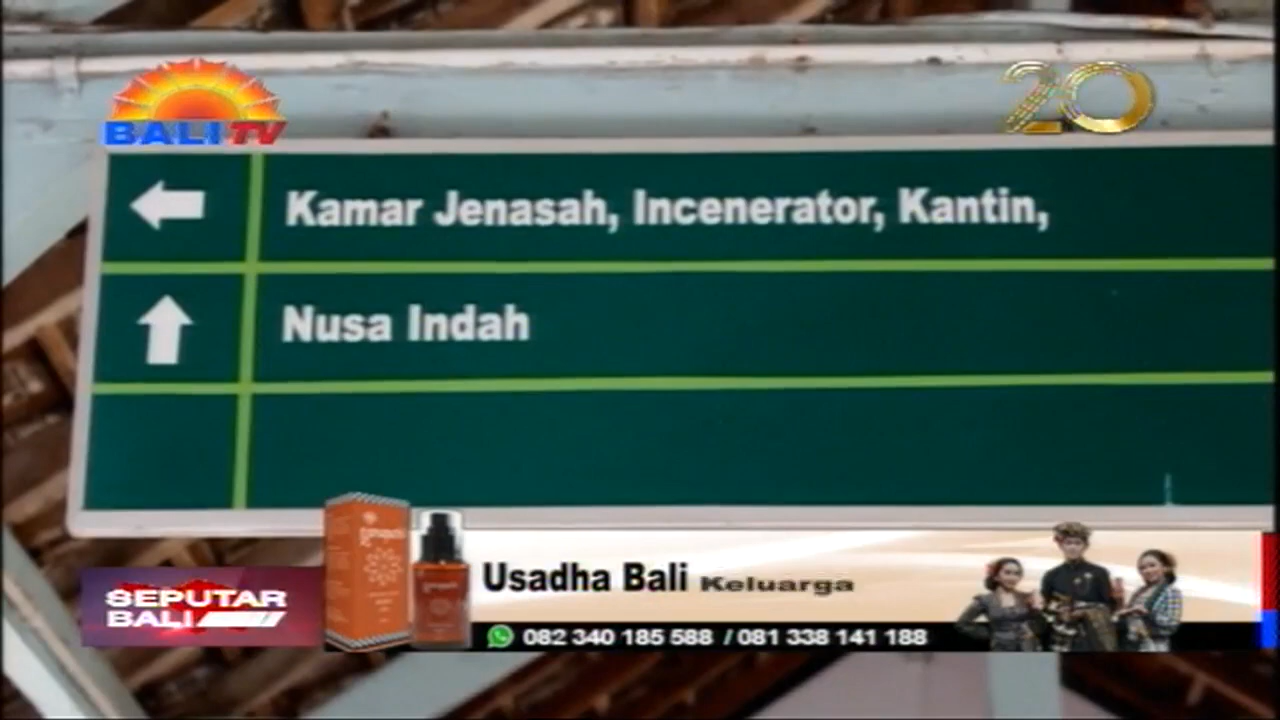 BALI TV
20
Kamar Jenasah, Incenerator, Kantin,
Nusa Indah
Usadha Bali Keluarga
SEPUTAR
BALI
082 340 185 588 / 081 338 141 188